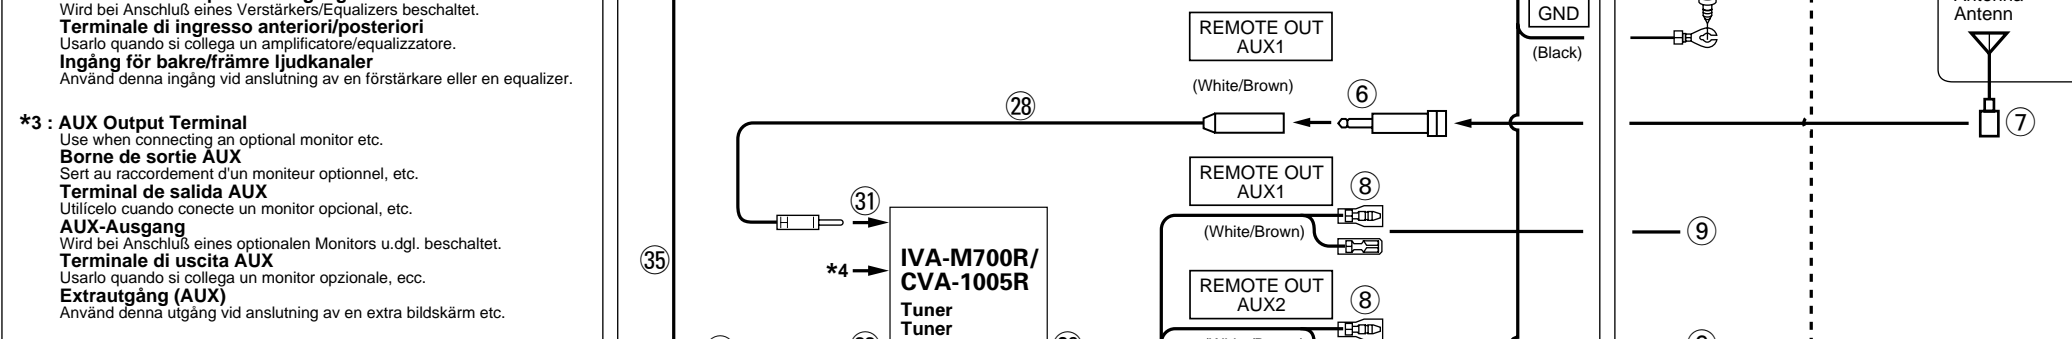 Wird bei Anschluß eines Verstärkers/Equalizers beschaltet.
Terminale di ingresso anteriori/posteriori
Usarlo quando si collega un amplificatore/equalizzatore.
Ingång för bakre/främre ljudkanaler
Använd denna ingång vid anslutning av en förstärkare eller en equalizer.
*3 : AUX Output Terminal
Use when connecting an optional monitor etc.
Borne de sortie AUX
Sert au raccordement d'un moniteur optionnel, etc.
Terminal de salida AUX
Utilícelo cuando conecte un monitor opcional, etc.
AUX-Ausgang
Wird bei Anschluß eines optionalen Monitors u.dgl. beschaltet.
Terminale di uscita AUX
Usarlo quando si collega un monitor opzionale, ecc.
Extrautgång (AUX)
Använd denna utgång vid anslutning av en extra bildskärm etc.
35
28
31
*4
IVA-M700R/
CVA-1005R
Tuner
Tuner
REMOTE OUT
AUX1
(White/Brown)
6
REMOTE OUT
AUX1
8
(White/Brown)
REMOTE OUT
AUX2
8
GND
(Black)
9
Antenn
7